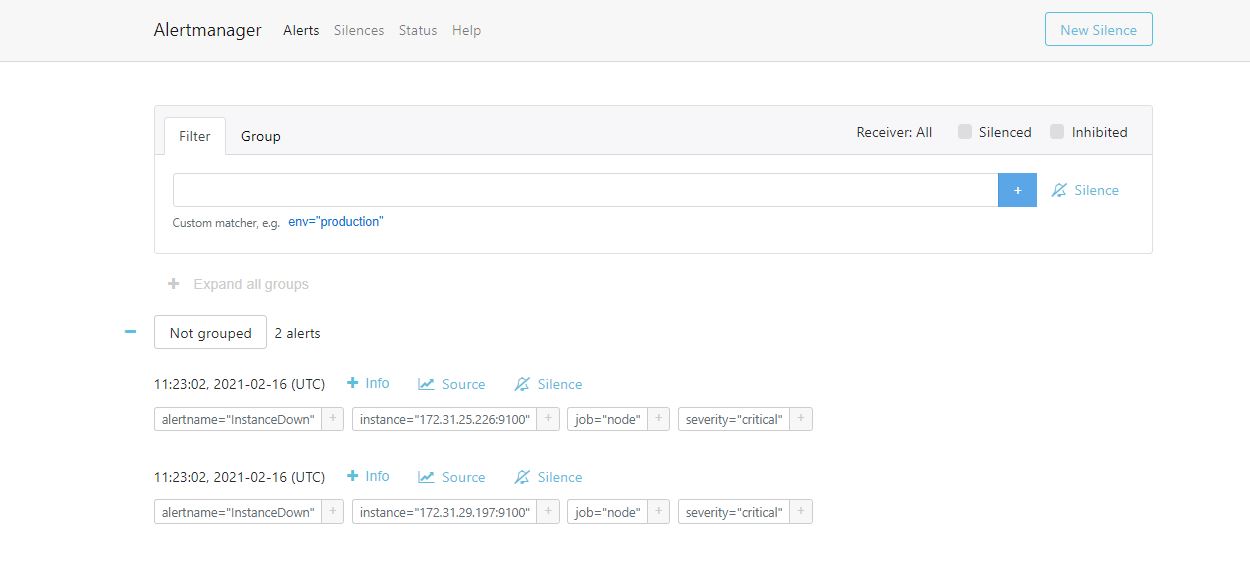 Alertmanager Alerts Silences Status Help New Silence
Filter Group Receiver: All Silenced Inhibited
+ Silence
Custom matcher, e.g. env="production"
+ Expand all groups
− Not grouped 2 alerts
11:23:02, 2021-02-16 (UTC) + Info Source Silence
alertname="InstanceDown" + instance="172.31.25.226:9100" + job="node" + severity="critical" +
11:23:02, 2021-02-16 (UTC) + Info Source Silence
alertname="InstanceDown" + instance="172.31.29.197:9100" + job="node" + severity="critical" +